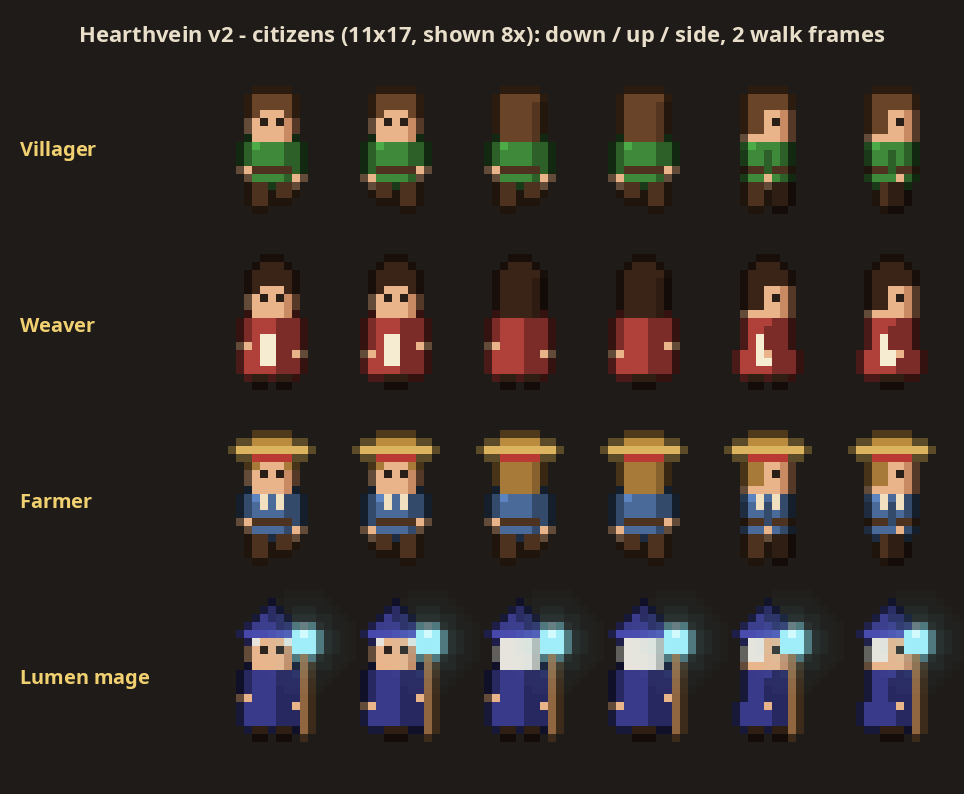 Hearthvein v2 - citizens (11x17, shown 8x): down / up / side, 2 walk frames
Villager
Weaver
Farmer
Lumen mage